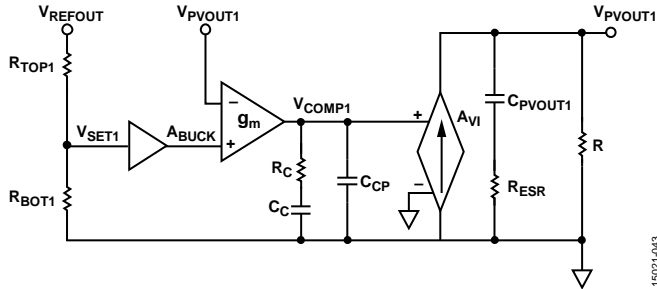 VREFOUT
VPVOUT1
VPVOUT1
RTOP1
−
gm
+
VCOMP1
+
AVI
−
CPVOUT1
VSET1
ABUCK
RC
CCP
R
RBOT1
CC
RESR
15021-043